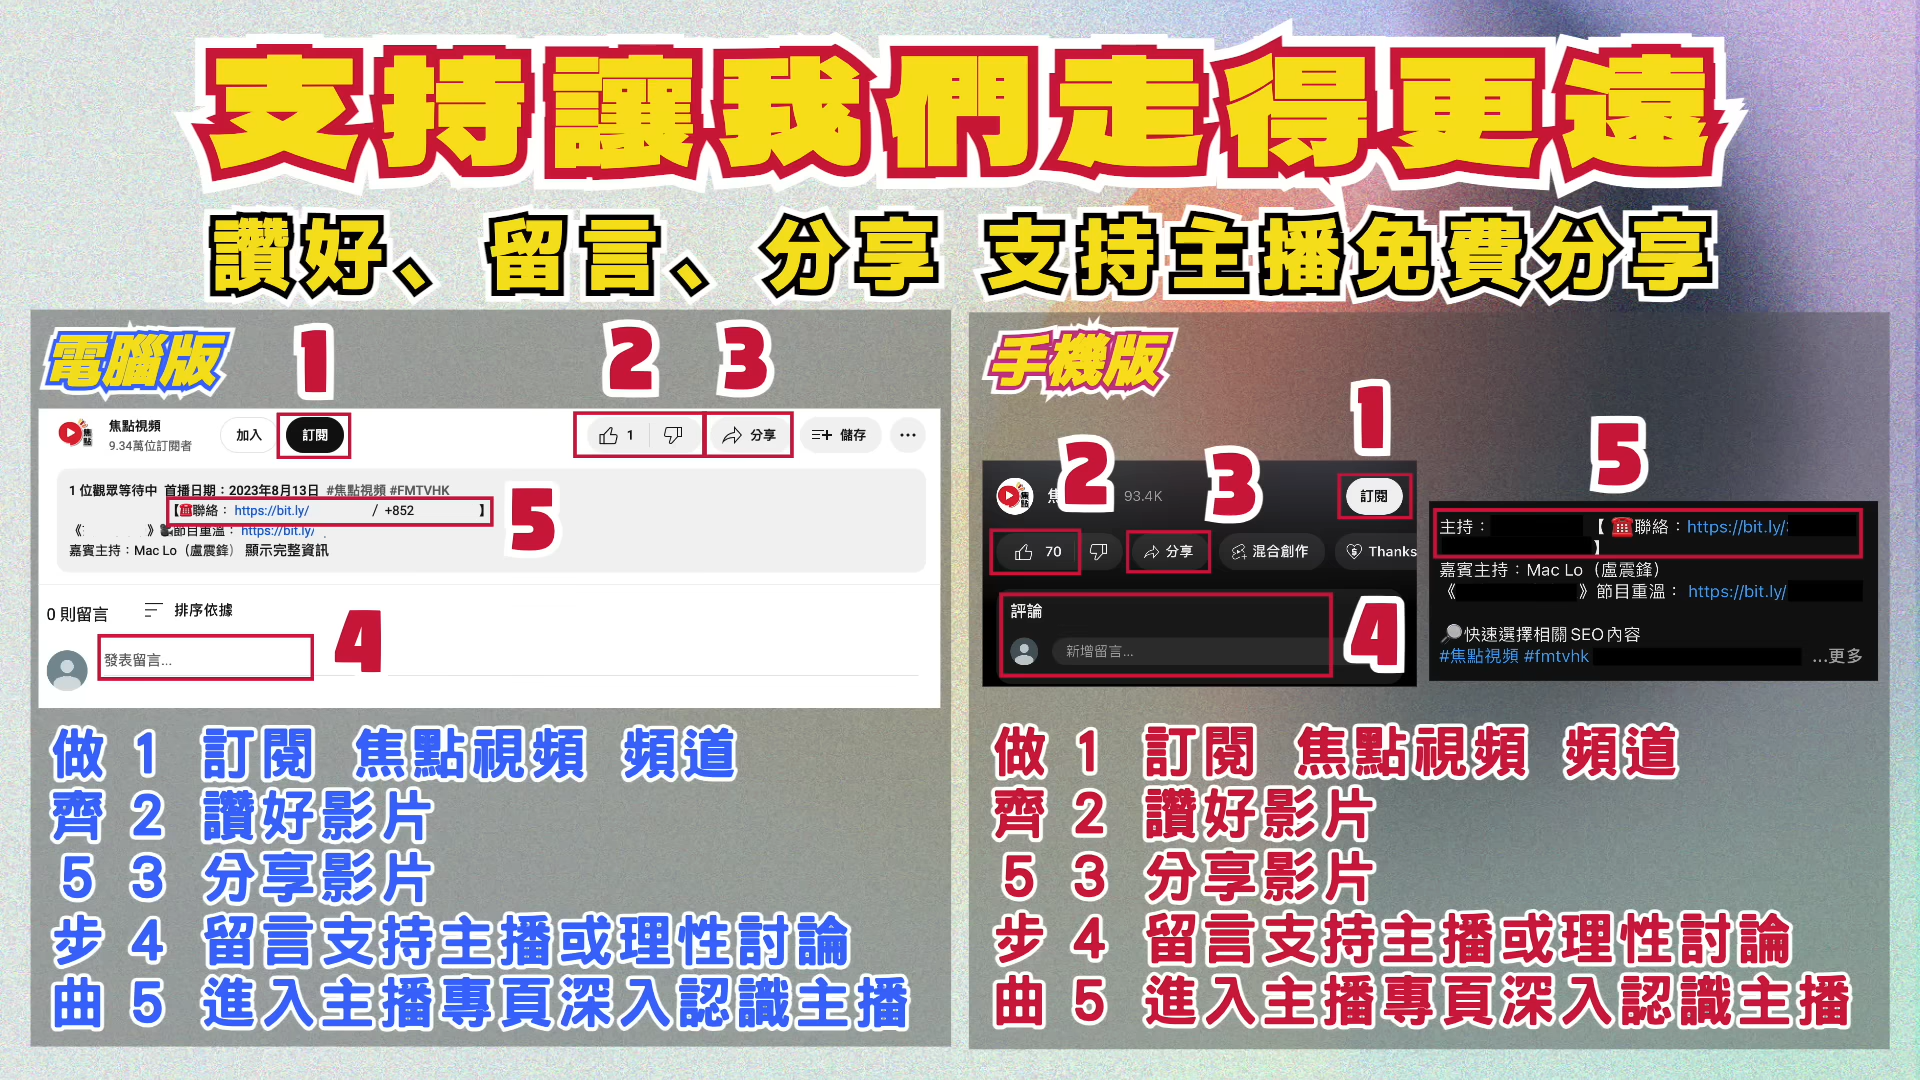 支持讓我們走得更遠
讚好、留言、分享 支持主播免費分享
電腦版
1
2
3
焦點視頻
9.34萬位訂閱者
加入
訂閱
1
分享
儲存
1 位觀眾等待中 首播日期：2023年8月13日 #焦點視頻 #FMTVHK
【☎️聯絡： https://bit.ly/ / +852 】
《 》節目重溫： https://bit.ly/
嘉賓主持：Mac Lo（盧震鋒） 顯示完整資訊
5
0 則留言
排序依據
發表留言...
4
做 1 訂閱 焦點視頻 頻道
齊 2 讚好影片
5 3 分享影片
步 4 留言支持主播或理性討論
曲 5 進入主播專頁深入認識主播
手機版
1
2
3
焦
93.4K
訂閱
70
分享
混合創作
Thanks
評論
新增留言...
4
5
主持： 【 ☎️聯絡：https://bit.ly/
】
嘉賓主持：Mac Lo（盧震鋒）
《 》節目重溫： https://bit.ly/
🔎快速選擇相關SEO內容
#焦點視頻 #fmtvhk ...更多
做 1 訂閱 焦點視頻 頻道
齊 2 讚好影片
5 3 分享影片
步 4 留言支持主播或理性討論
曲 5 進入主播專頁深入認識主播